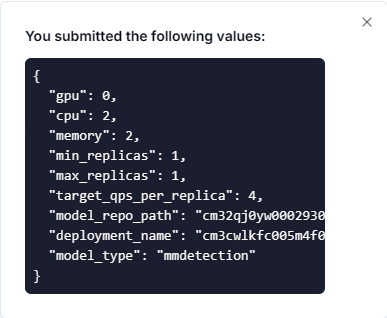 You submitted the following values:
{
"gpu": 0,
"cpu": 2,
"memory": 2,
"min_replicas": 1,
"max_replicas": 1,
"target_qps_per_replica": 4,
"model_repo_path": "cm32qj0yw0002930
"deployment_name": "cm3cwlkfc005m4f0
"model_type": "mmdetection"
}